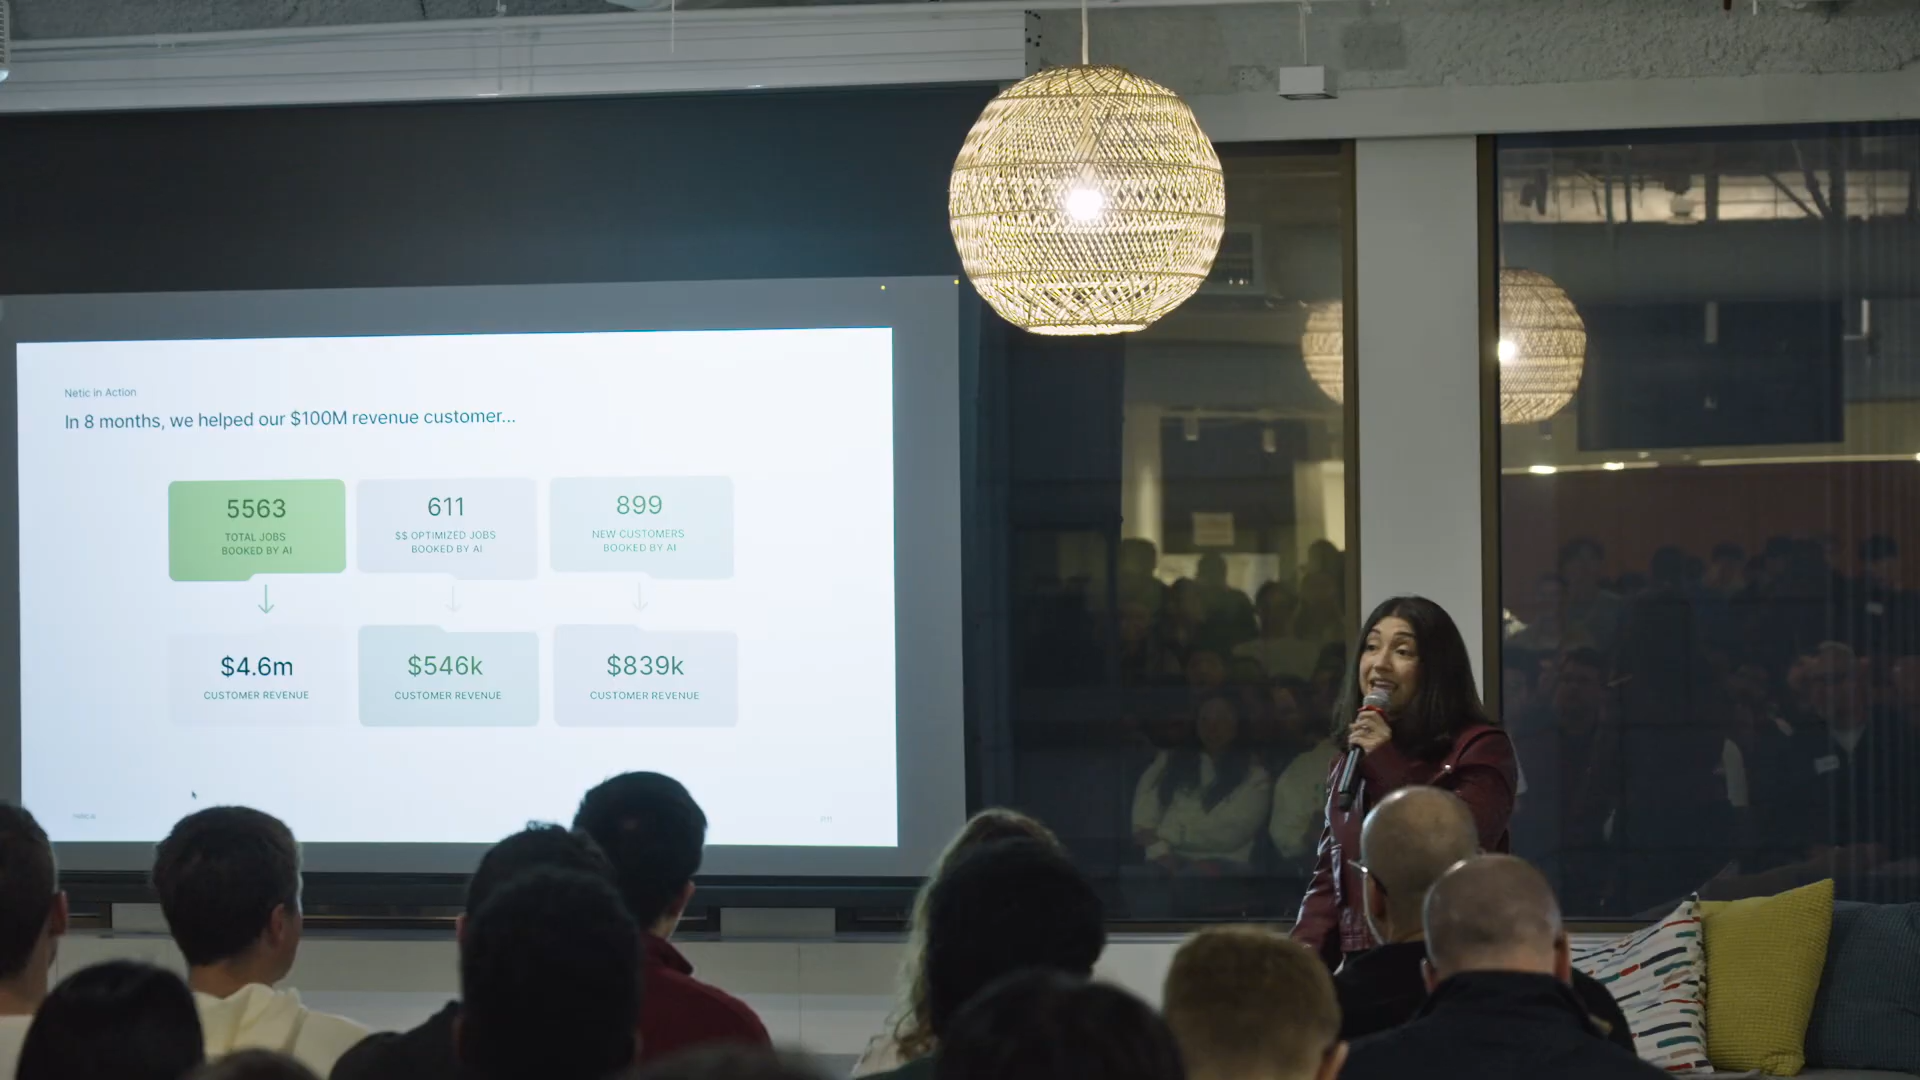 Netic in Action
In 8 months, we helped our $100M revenue customer...
5563
TOTAL JOBS
BOOKED BY AI
611
$$ OPTIMIZED JOBS
BOOKED BY AI
899
NEW CUSTOMERS
BOOKED BY AI
$4.6m
CUSTOMER REVENUE
$546k
CUSTOMER REVENUE
$839k
CUSTOMER REVENUE